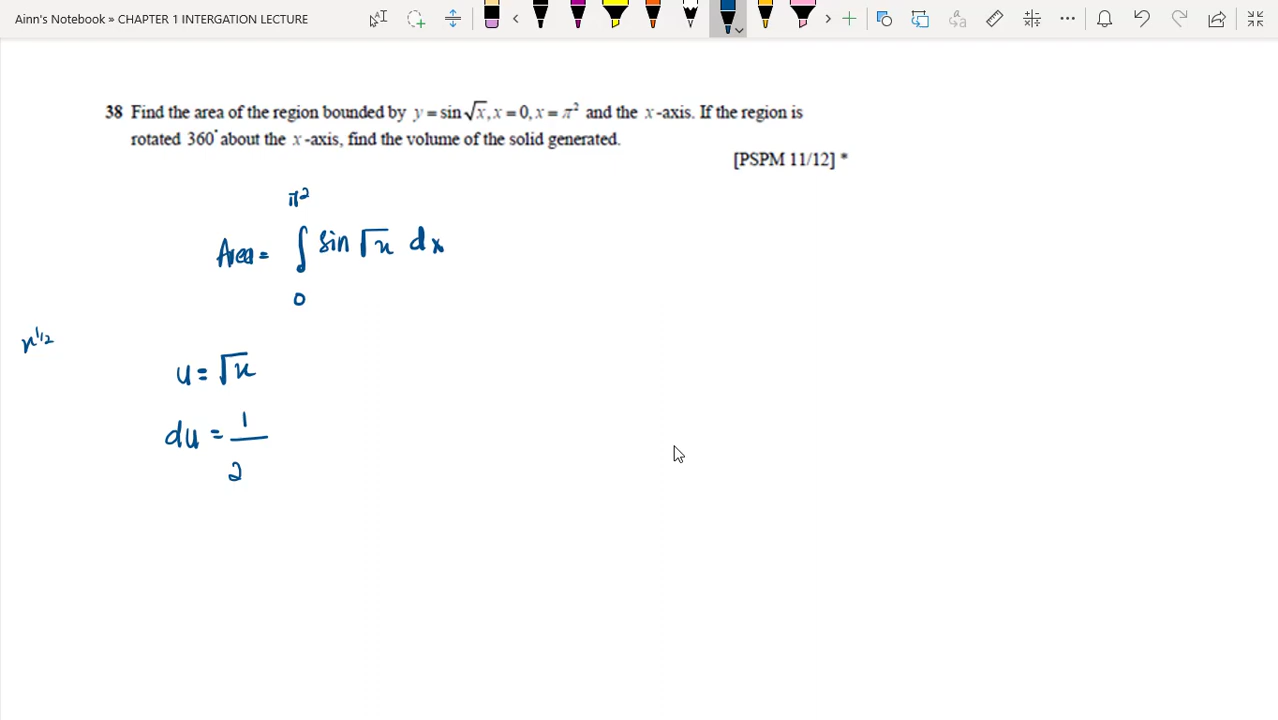 Ainn's Notebook » CHAPTER 1 INTERGATION LECTURE
38 Find the area of the region bounded by y = sin√x, x = 0, x = π² and the x-axis. If the region is
rotated 360° about the x-axis, find the volume of the solid generated.
[PSPM 11/12] *
Area = ∫₀^π² sin √x dx
x^1/2
u = √x
du = 1/2